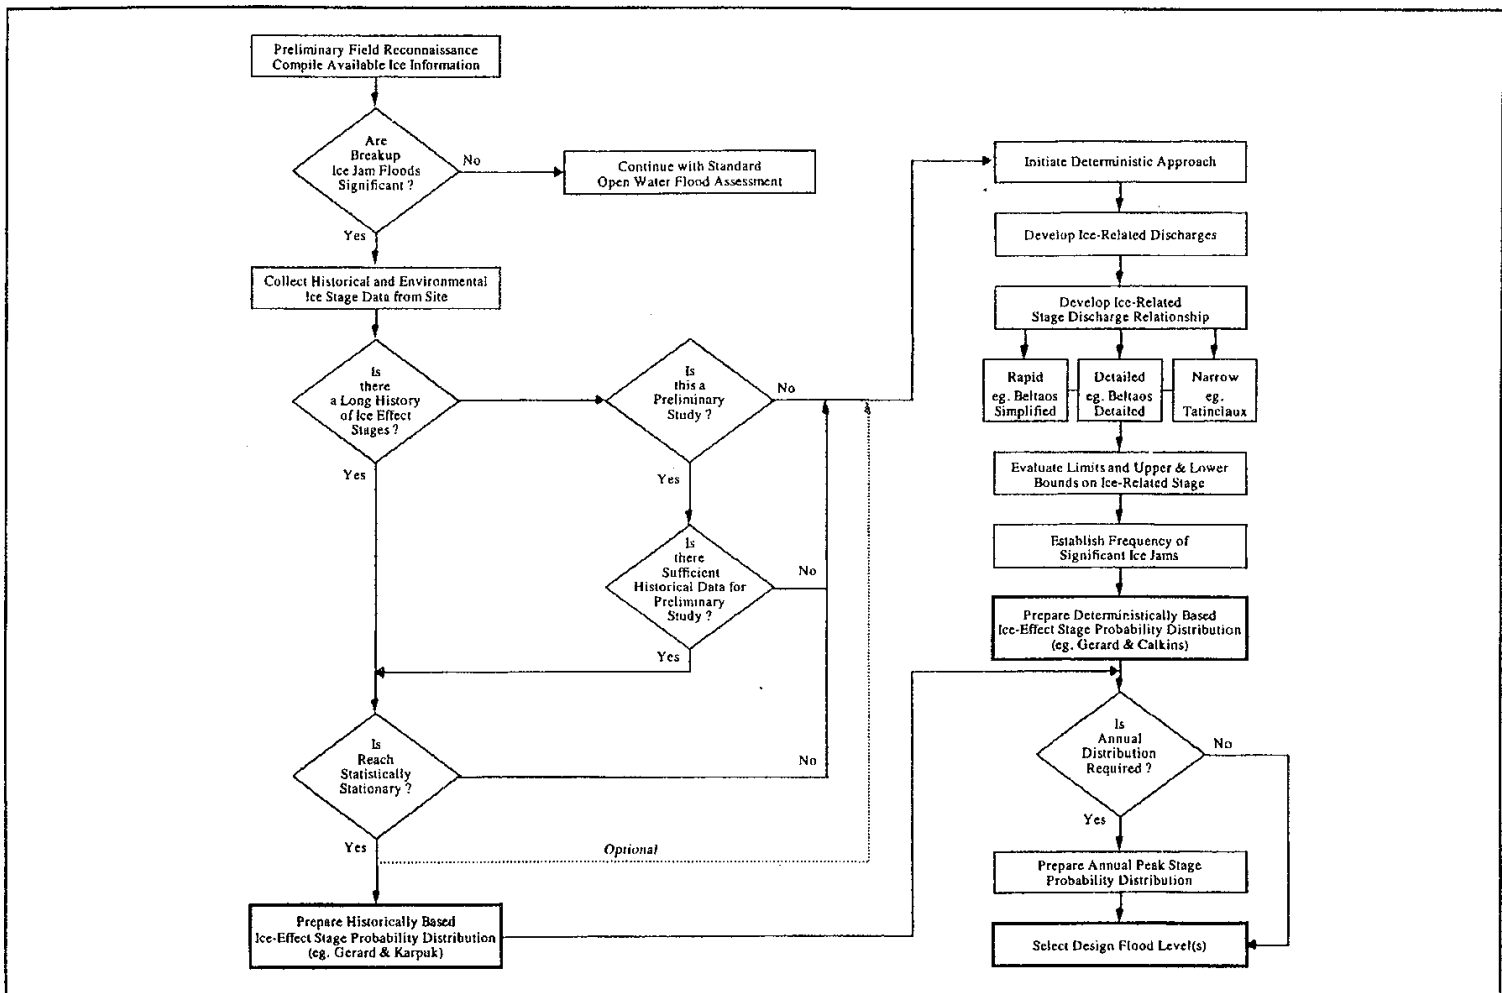 Preliminary Field Reconnaissance
Compile Available Ice Information
Are
Breakup
Ice Jam Floods
Significant ?
No
Continue with Standard
Open Water Flood Assessment
Yes
Collect Historical and Environmental
Ice Stage Data from Site
Is
there
a Long History
of Ice Effect
Stages ?
Yes
Is
this a
Preliminary
Study ?
No
Yes
Is
there
Sufficient
Historical Data for
Preliminary
Study ?
No
Yes
Is
Reach
Statistically
Stationary ?
No
Yes
Optional
Prepare Historically Based
Ice-Effect Stage Probability Distribution
(eg. Gerard & Karpuk)
Initiate Deterministic Approach
Develop Ice-Related Discharges
Develop Ice-Related
Stage Discharge Relationship
Rapid
eg. Beltaos
Simplified
Detailed
eg. Beltaos
Detailed
Narrow
eg.
Tatinclaux
Evaluate Limits and Upper & Lower
Bounds on Ice-Related Stage
Establish Frequency of
Significant Ice Jams
Prepare Deterministically Based
Ice-Effect Stage Probability Distribution
(eg. Gerard & Calkins)
Is
Annual
Distribution
Required ?
No
Yes
Prepare Annual Peak Stage
Probability Distribution
Select Design Flood Level(s)